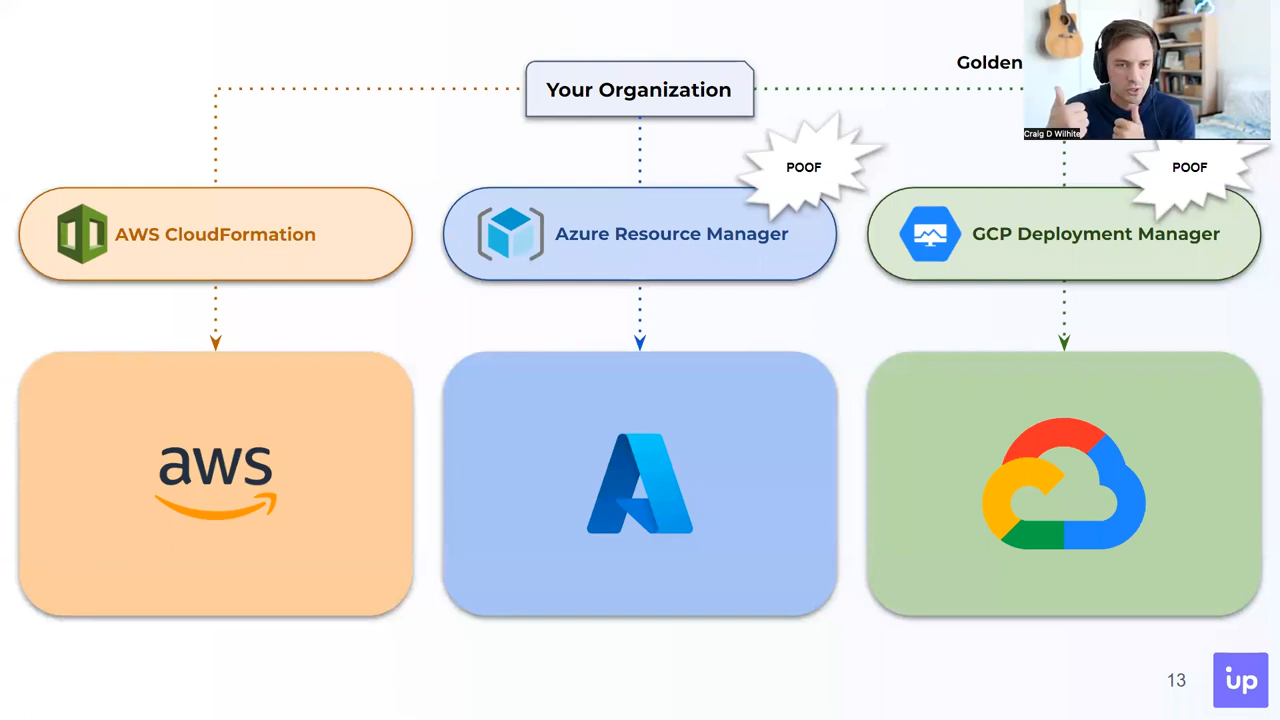 Golden
Your Organization
Craig D Wilhite
POOF
POOF
AWS CloudFormation
Azure Resource Manager
GCP Deployment Manager
aws
13
up